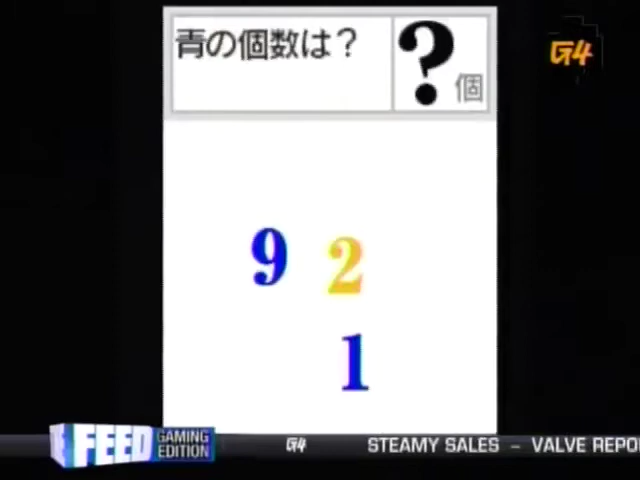 青の個数は？
?
個
G4
9 2
1
FEED
GAMING
EDITION
G4
STEAMY SALES – VALVE REPO